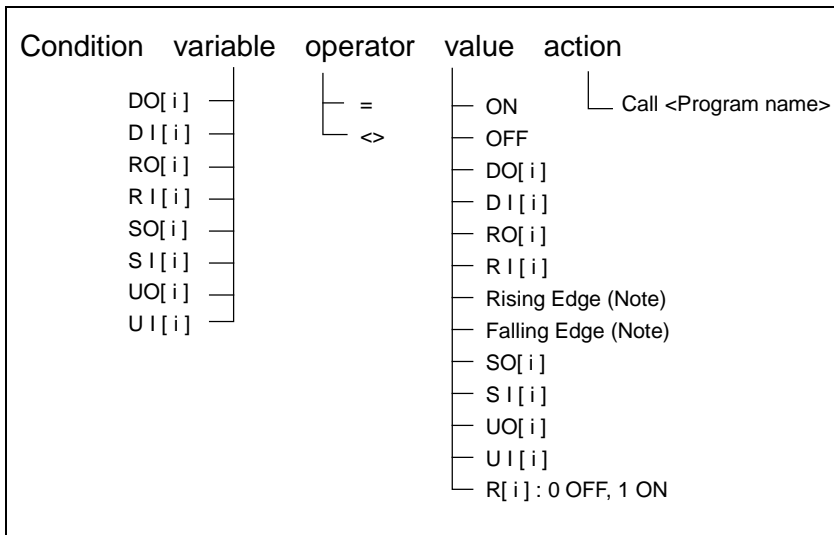 Condition variable operator value action
DO[ i ]
D I [ i ]
RO[ i ]
R I [ i ]
SO[ i ]
S I [ i ]
UO[ i ]
U I [ i ]
=
<>
ON
OFF
DO[ i ]
D I [ i ]
RO[ i ]
R I [ i ]
Rising Edge (Note)
Falling Edge (Note)
SO[ i ]
S I [ i ]
UO[ i ]
U I [ i ]
R[ i ] : 0 OFF, 1 ON
Call <Program name>